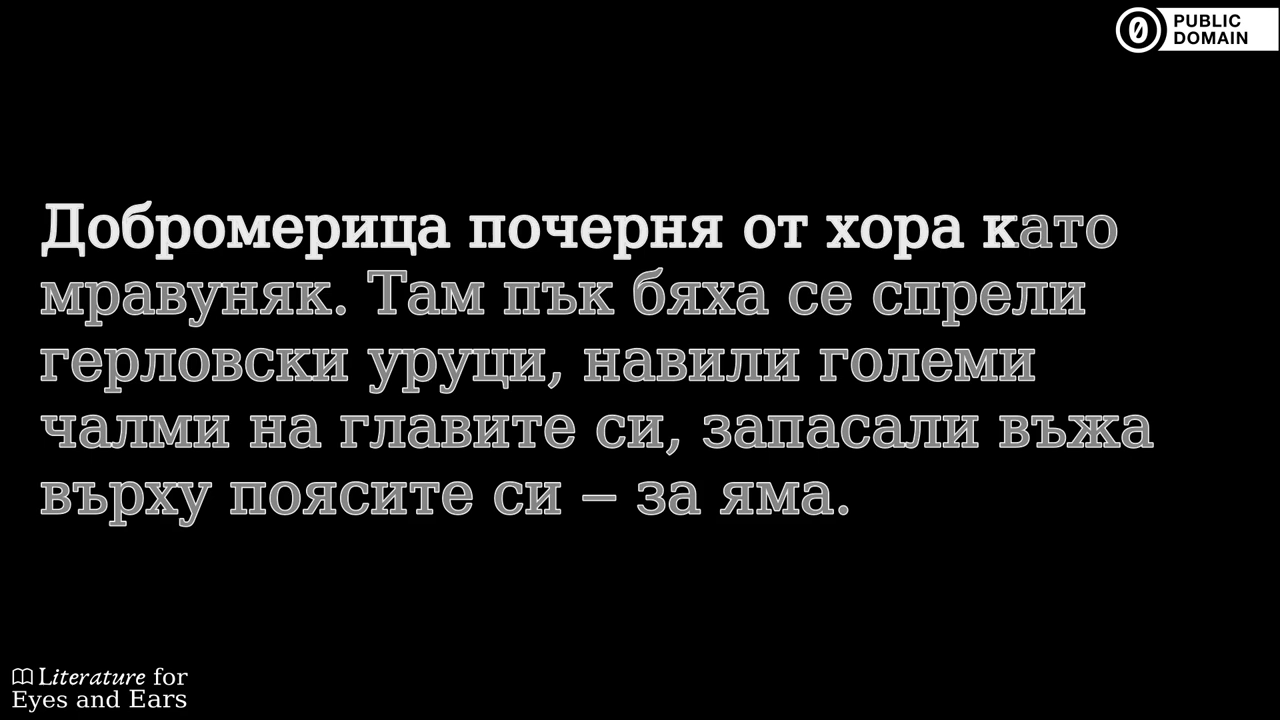 PUBLIC
DOMAIN
Добромерица почерня от хора като
мравуняк. Там пък бяха се спрели
герловски уруци, навили големи
чалми на главите си, запасали въжа
върху поясите си – за яма.
Literature for
Eyes and Ears